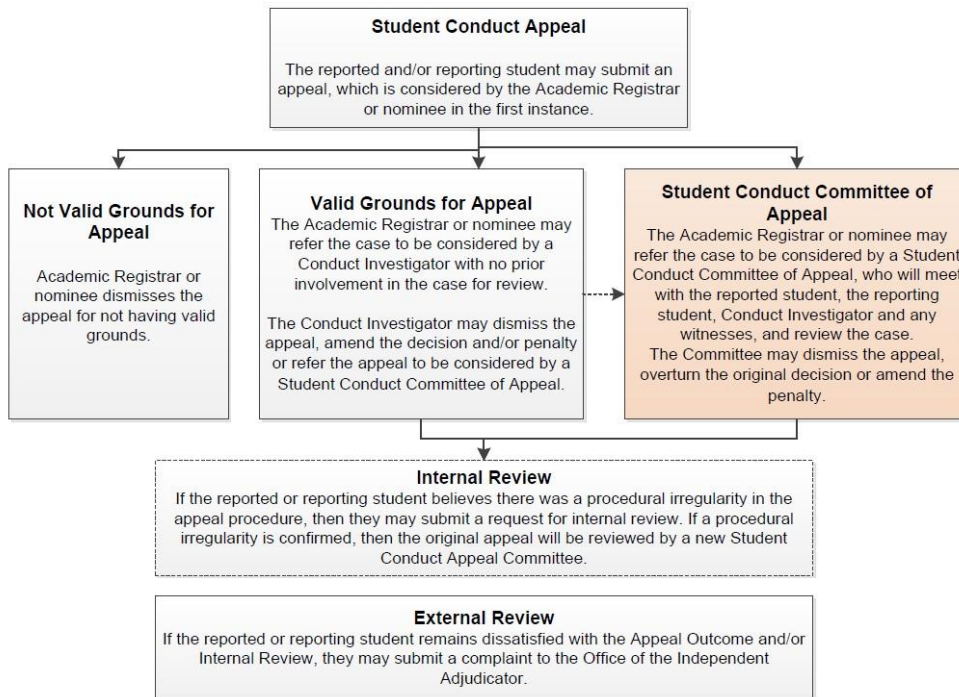 Student Conduct Appeal
The reported and/or reporting student may submit an
appeal, which is considered by the Academic Registrar
or nominee in the first instance.
Not Valid Grounds for
Appeal
Academic Registrar or
nominee dismisses the
appeal for not having valid
grounds.
Valid Grounds for Appeal
The Academic Registrar or nominee may
refer the case to be considered by a
Conduct Investigator with no prior
involvement in the case for review.
The Conduct Investigator may dismiss the
appeal, amend the decision and/or penalty
or refer the appeal to be considered by a
Student Conduct Committee of Appeal.
Student Conduct Committee of
Appeal
The Academic Registrar or nominee may
refer the case to be considered by a Student
Conduct Committee of Appeal, who will meet
with the reported student, the reporting
student, Conduct Investigator and any
witnesses, and review the case.
The Committee may dismiss the appeal,
overturn the original decision or amend the
penalty.
Internal Review
If the reported or reporting student believes there was a procedural irregularity in the
appeal procedure, then they may submit a request for internal review. If a procedural
irregularity is confirmed, then the original appeal will be reviewed by a new Student
Conduct Appeal Committee.
External Review
If the reported or reporting student remains dissatisfied with the Appeal Outcome and/or
Internal Review, they may submit a complaint to the Office of the Independent
Adjudicator.